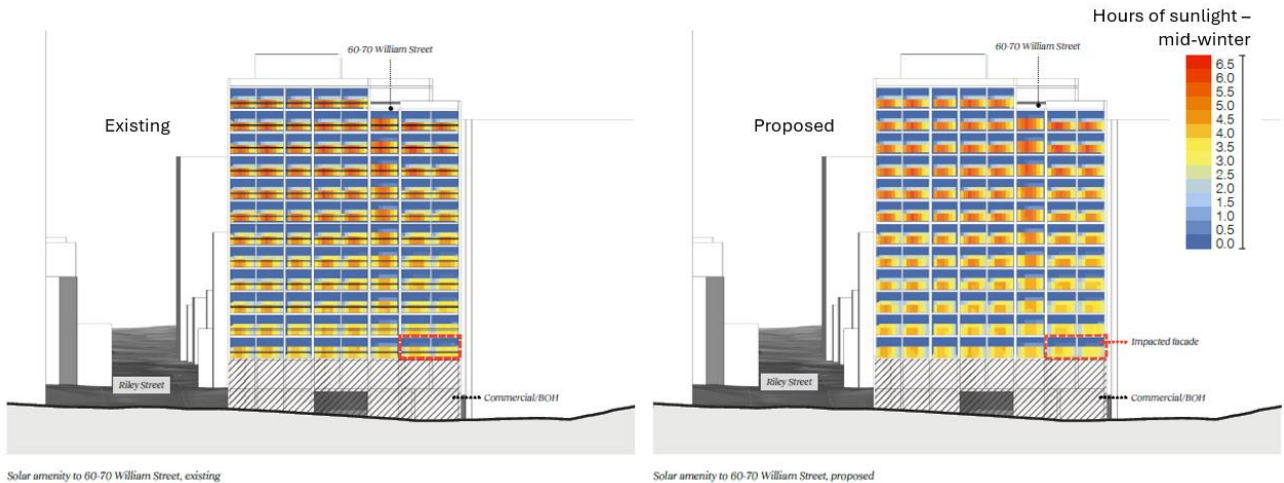 Hours of sunlight –
mid-winter
60-70 William Street
60-70 William Street
6.5
6.0
5.5
5.0
4.5
4.0
3.5
3.0
2.5
2.0
1.5
1.0
0.5
0.0
Existing
Proposed
Impacted facade
Riley Street
Commercial/BOH
Riley Street
Commercial/BOH
Solar amenity to 60-70 William Street, existing
Solar amenity to 60-70 William Street, proposed